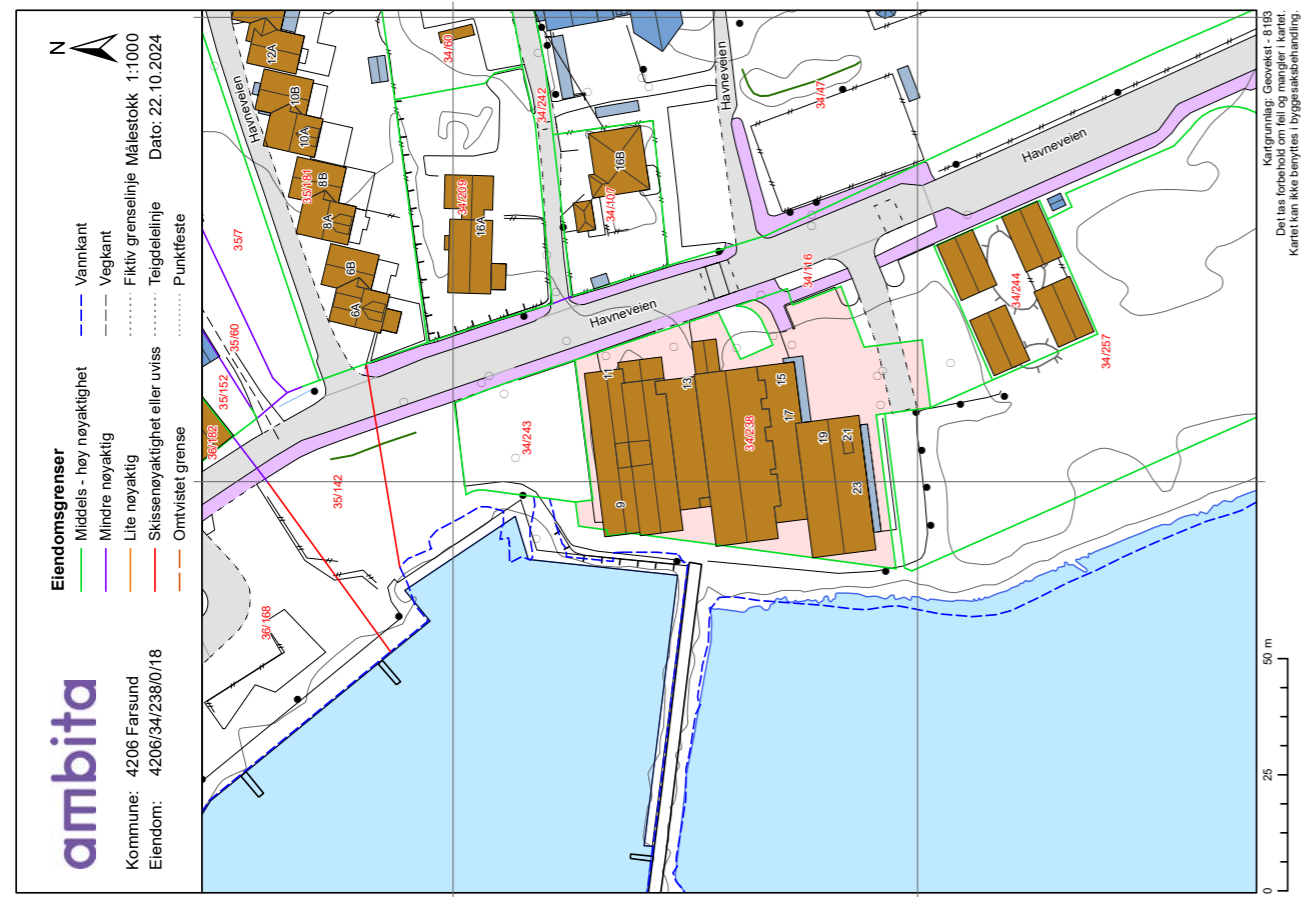 ambita
Kommune: 4206 Farsund
Eiendom: 4206/34/238/0/18
Eiendomsgrenser
Middels - høy nøyaktighet
Mindre nøyaktig
Lite nøyaktig
Skissenøyaktighet eller uviss
Omtvistet grense
Vannkant
Vegkant
Fiktiv grenselinje
Teigdelelinje
Punktfeste
N
Målestokk 1:1000
Dato: 22.10.2024
36/168
36/182
35/152
35/60
35/7
35/142
Havneveien
6A
6B
8A
8B
35/181
10A
10B
12A
34/243
34/209
16A
34/60
34/242
16B
34/107
Havneveien
Havneveien
34/47
34/116
Havneveien
9
11
13
34/238
15
17
19
21
23
34/244
34/257
0
25
50 m
Kartgrunnlag: Geovekst - 8193
Det tas forbehold om feil og mangler i kartet.
Kartet kan ikke benyttes i byggesaksbehandling.